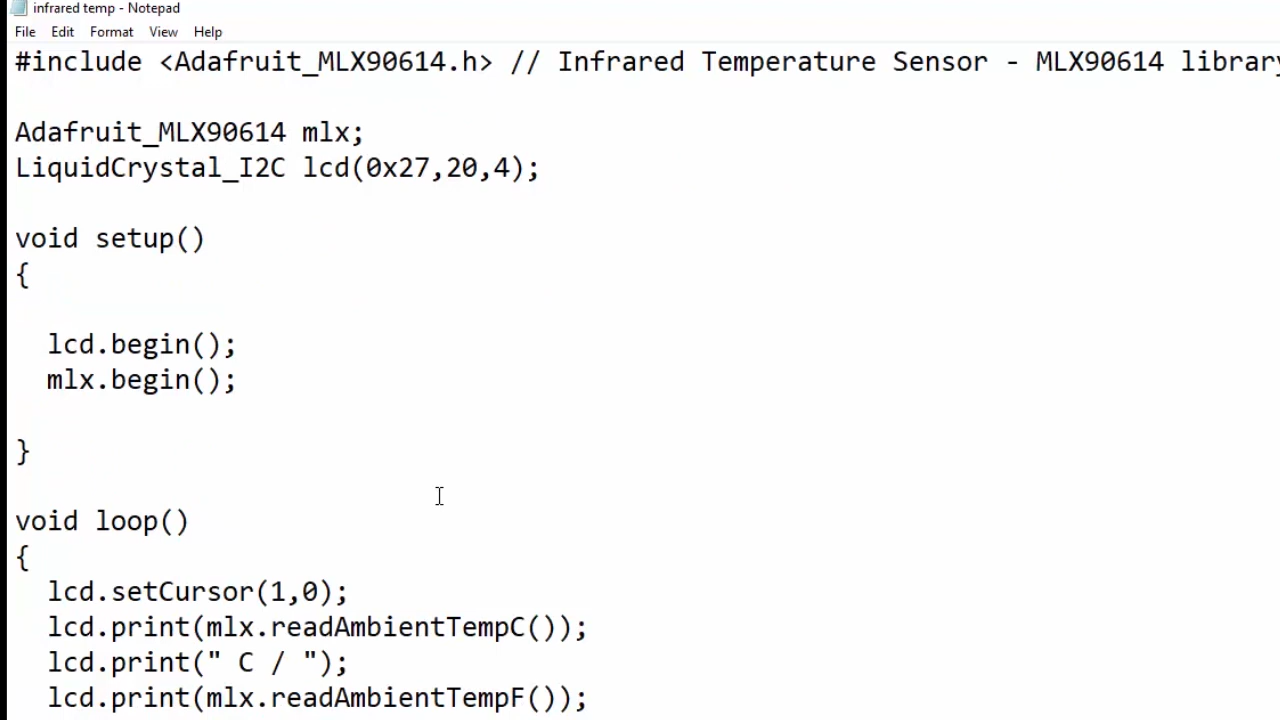 infrared temp - Notepad
File Edit Format View Help
#include <Adafruit_MLX90614.h> // Infrared Temperature Sensor - MLX90614 library
Adafruit_MLX90614 mlx;
LiquidCrystal_I2C lcd(0x27,20,4);
void setup()
{
lcd.begin();
mlx.begin();
}
void loop()
{
lcd.setCursor(1,0);
lcd.print(mlx.readAmbientTempC());
lcd.print(" C / ");
lcd.print(mlx.readAmbientTempF());